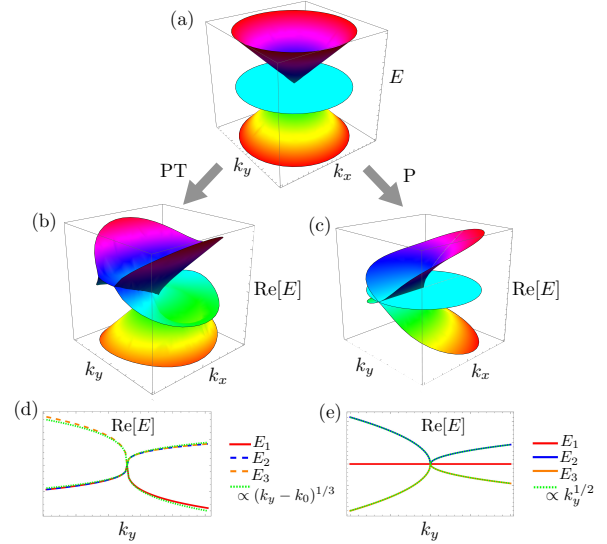 (a)
E
k_y
k_x
PT
P
(b)
Re[E]
k_y
k_x
(c)
Re[E]
k_y
k_x
(d)
Re[E]
E_1
E_2
E_3
∝ (k_y − k_0)^{1/3}
k_y
(e)
Re[E]
E_1
E_2
E_3
∝ k_y^{1/2}
k_y